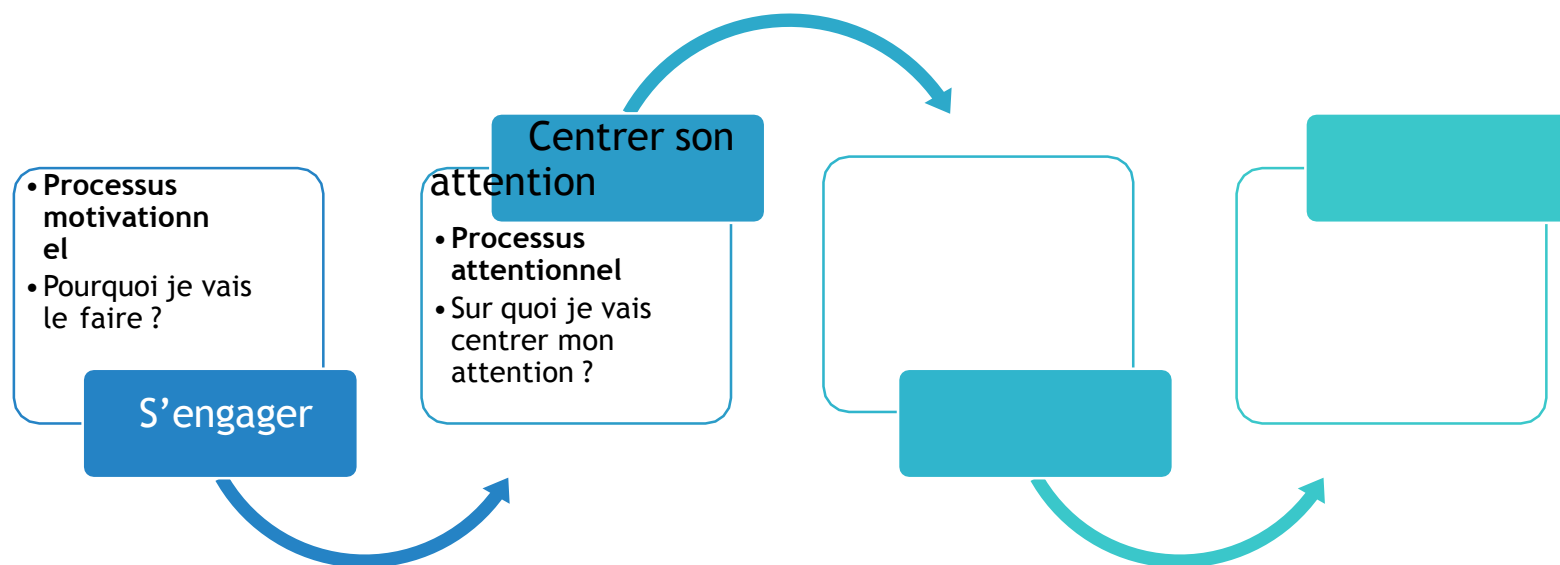 • Processus
motivationn
el
• Pourquoi je vais
le faire ?
S’engager
Centrer son
attention
• Processus
attentionnel
• Sur quoi je vais
centrer mon
attention ?